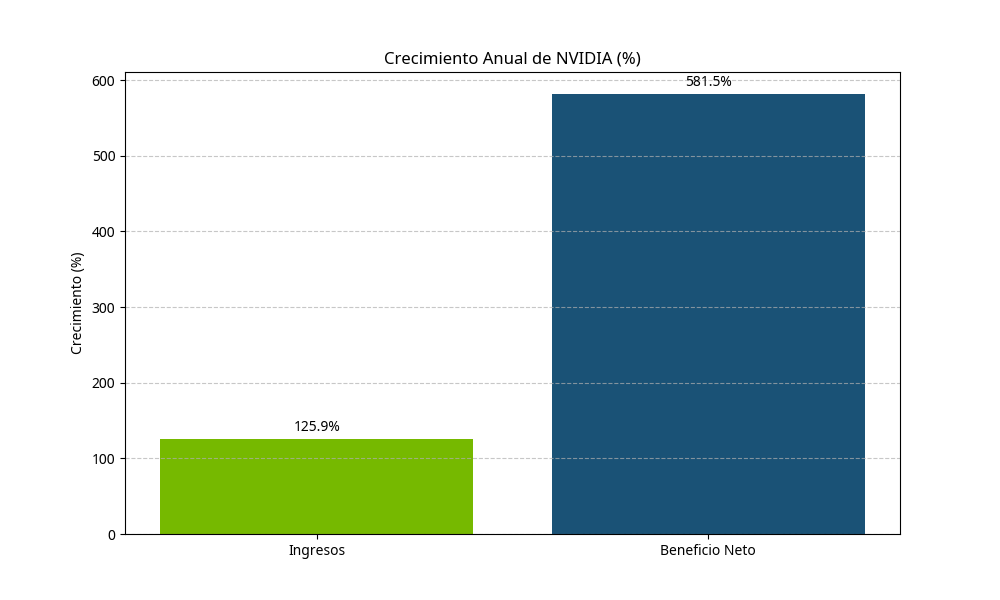 Crecimiento Anual de NVIDIA (%)
Crecimiento (%)
600
500
400
300
200
100
0
125.9%
581.5%
Ingresos
Beneficio Neto